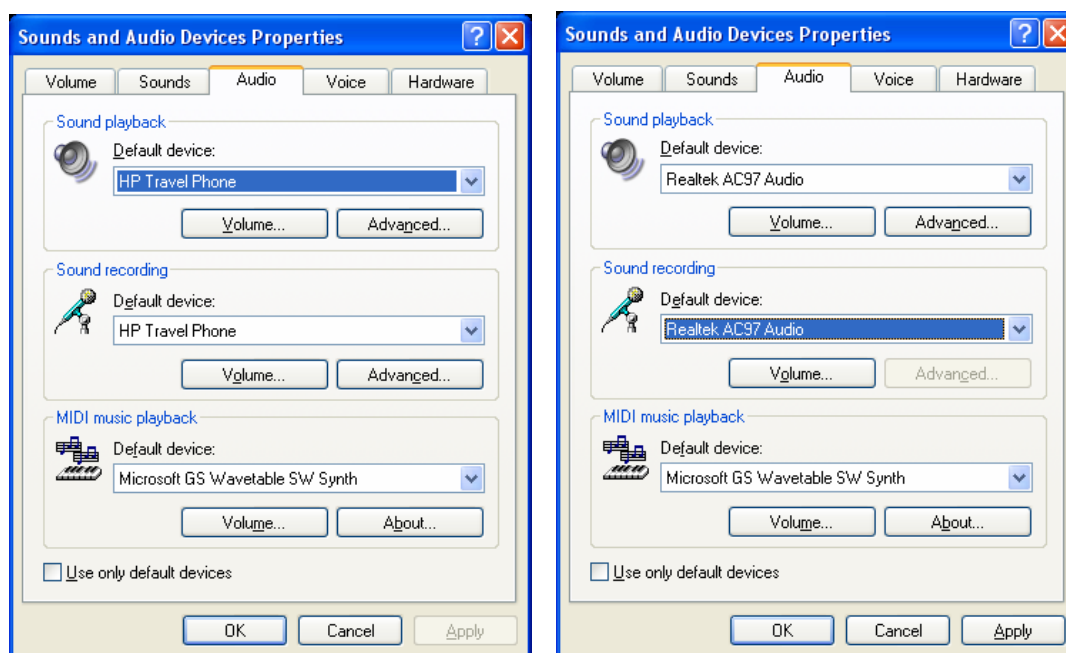 Sounds and Audio Devices Properties
Volume Sounds Audio Voice Hardware
Sound playback
Default device:
HP Travel Phone
Volume... Advanced...
Sound recording
Default device:
HP Travel Phone
Volume... Advanced...
MIDI music playback
Default device:
Microsoft GS Wavetable SW Synth
Volume... About...
Use only default devices
OK Cancel Apply
Sounds and Audio Devices Properties
Volume Sounds Audio Voice Hardware
Sound playback
Default device:
Realtek AC97 Audio
Volume... Advanced...
Sound recording
Default device:
Realtek AC97 Audio
Volume... Advanced...
MIDI music playback
Default device:
Microsoft GS Wavetable SW Synth
Volume... About...
Use only default devices
OK Cancel Apply